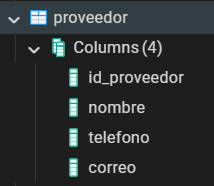 proveedor
Columns (4)
id_proveedor
nombre
telefono
correo